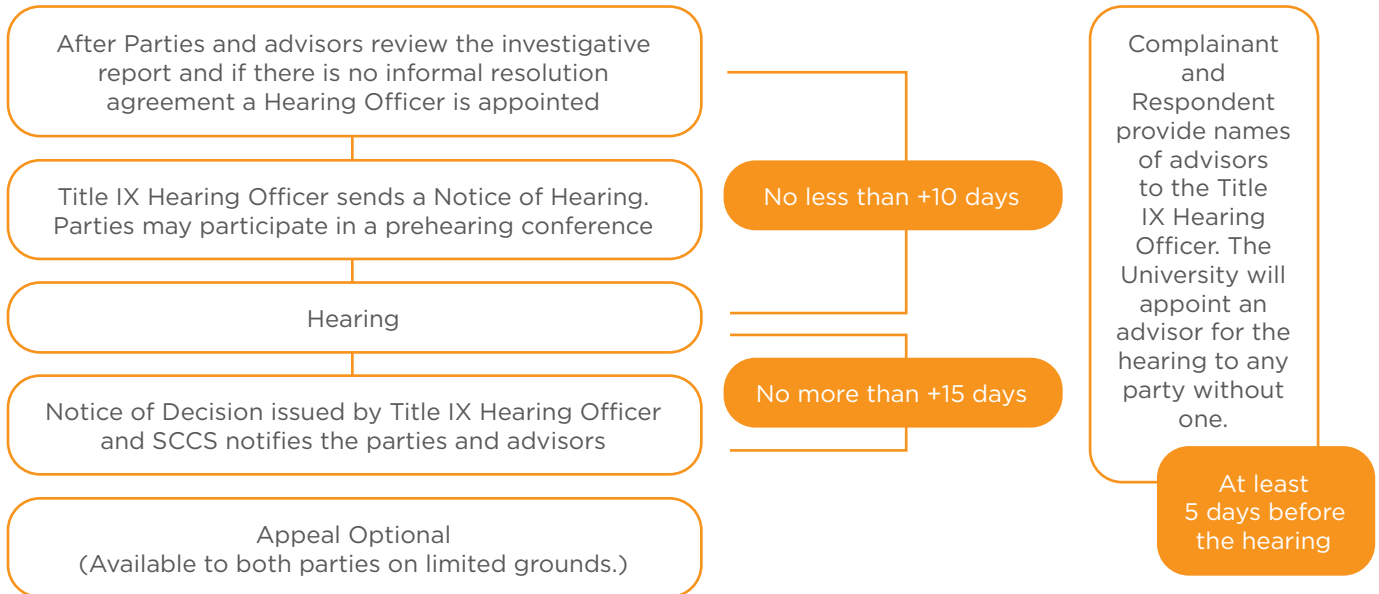 After Parties and advisors review the investigative
report and if there is no informal resolution
agreement a Hearing Officer is appointed
Title IX Hearing Officer sends a Notice of Hearing.
Parties may participate in a prehearing conference
Hearing
Notice of Decision issued by Title IX Hearing Officer
and SCCS notifies the parties and advisors
Appeal Optional
(Available to both parties on limited grounds.)
No less than +10 days
No more than +15 days
Complainant
and
Respondent
provide names
of advisors
to the Title
IX Hearing
Officer. The
University will
appoint an
advisor for the
hearing to any
party without
one.
At least
5 days before
the hearing